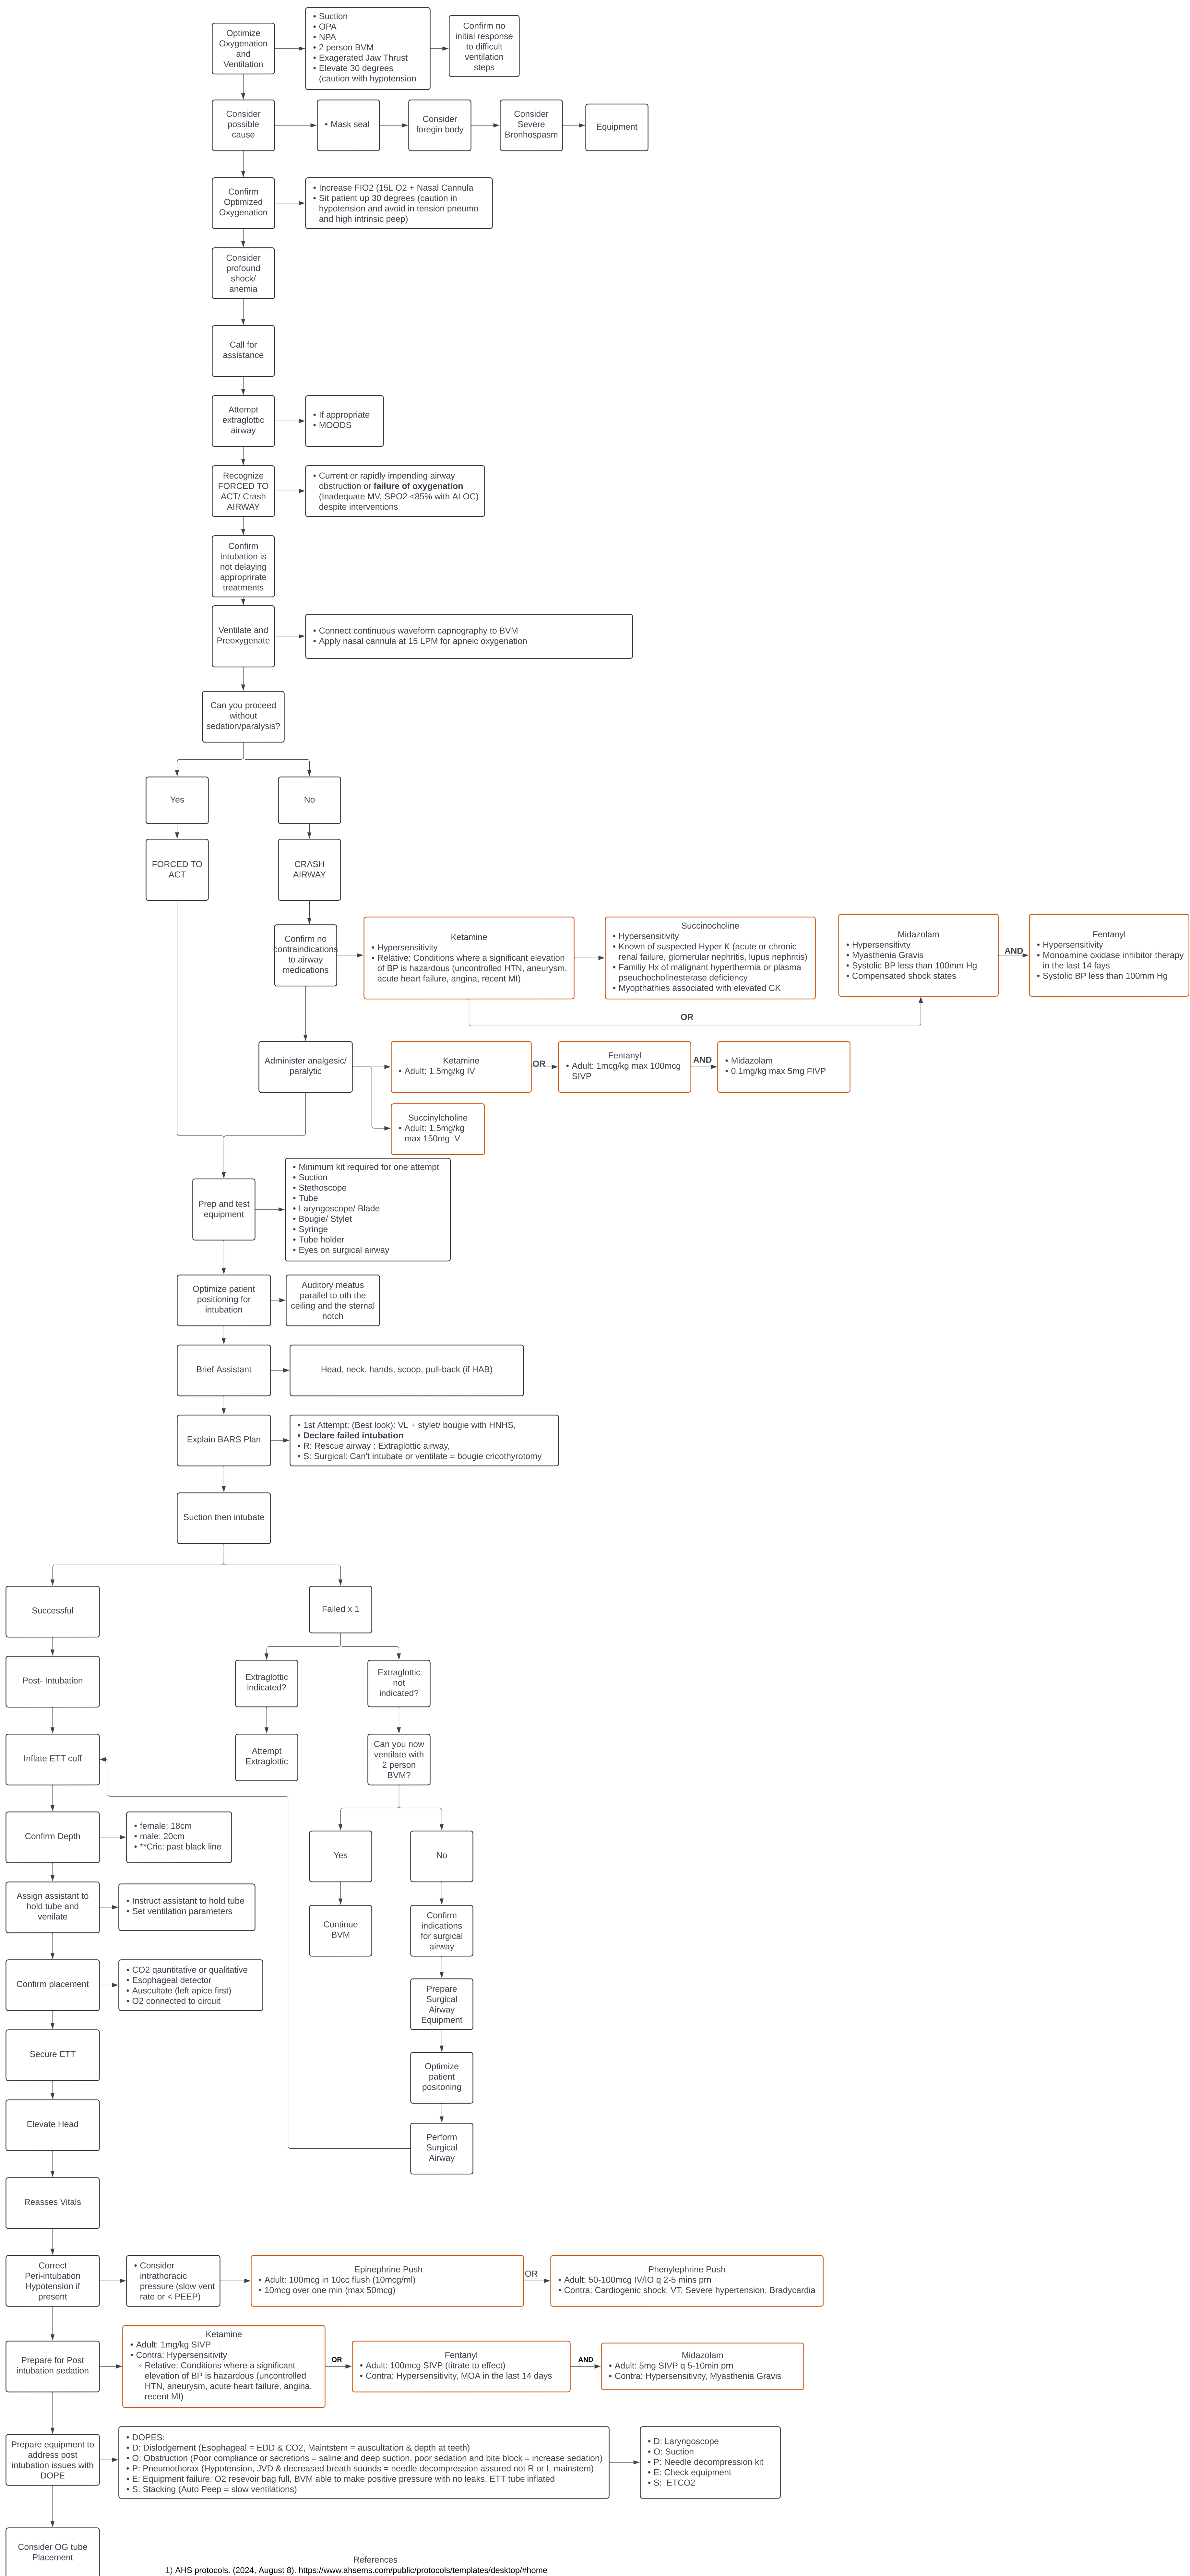 Optimize
Oxygenation
and
Ventilation
• Suction
• OPA
• NPA
• 2 person BVM
• Exagerated Jaw Thrust
• Elevate 30 degrees
(caution with hypotension
Confirm no
initial response
to difficult
ventilation
steps
Consider
possible
cause
• Mask seal
Consider
foregin body
Consider
Severe
Bronhospasm
Equipment
Confirm
Optimized
Oxygenation
• Increase FIO2 (15L O2 + Nasal Cannula
• Sit patient up 30 degrees (caution in
hypotension and avoid in tension pneumo
and high intrinsic peep)
Consider
profound
shock/
anemia
Call for
assistance
Attempt
extraglottic
airway
• If appropriate
• MOODS
Recognize
FORCED TO
ACT/ Crash
AIRWAY
• Current or rapidly impending airway
obstruction or failure of oxygenation
(Inadequate MV, SPO2 <85% with ALOC)
despite interventions
Confirm
intubation is
not delaying
approprirate
treatments
Ventilate and
Preoxygenate
• Connect continuous waveform capnography to BVM
• Apply nasal cannula at 15 LPM for apneic oxygenation
Can you proceed
without
sedation/paralysis?
Yes
No
FORCED TO
ACT
CRASH
AIRWAY
Confirm no
contraindications
to airway
medications
Ketamine
• Hypersensitivity
• Relative: Conditions where a significant elevation
of BP is hazardous (uncontrolled HTN, aneurysm,
acute heart failure, angina, recent MI)
Succinocholine
• Hypersensitivity
• Known of suspected Hyper K (acute or chronic
renal failure, glomerular nephritis, lupus nephritis)
• Familiy Hx of malignant hyperthermia or plasma
pseuchocholinesterase deficiency
• Myopthathies associated with elevated CK
Midazolam
• Hypersensitivty
• Myasthenia Gravis
• Systolic BP less than 100mm Hg
• Compensated shock states
AND
Fentanyl
• Hypersensitivity
• Monoamine oxidase inhibitor therapy
in the last 14 fays
• Systolic BP less than 100mm Hg
OR
Administer analgesic/
paralytic
Ketamine
• Adult: 1.5mg/kg IV
OR
Fentanyl
• Adult: 1mcg/kg max 100mcg
SIVP
AND
• Midazolam
• 0.1mg/kg max 5mg FIVP
Succinylcholine
• Adult: 1.5mg/kg
max 150mg V
Prep and test
equipment
• Minimum kit required for one attempt
• Suction
• Stethoscope
• Tube
• Laryngoscope/ Blade
• Bougie/ Stylet
• Syringe
• Tube holder
• Eyes on surgical airway
Optimize patient
positioning for
intubation
Auditory meatus
parallel to oth the
ceiling and the sternal
notch
Brief Assistant
Head, neck, hands, scoop, pull-back (if HAB)
Explain BARS Plan
• 1st Attempt: (Best look): VL + stylet/ bougie with HNHS,
• Declare failed intubation
• R: Rescue airway : Extraglottic airway,
• S: Surgical: Can't intubate or ventilate = bougie cricothyrotomy
Suction then intubate
Successful
Failed x 1
Post- Intubation
Extraglottic
indicated?
Extraglottic
not
indicated?
Inflate ETT cuff
Attempt
Extraglottic
Can you now
ventilate with
2 person
BVM?
Confirm Depth
• female: 18cm
• male: 20cm
• **Cric: past black line
Yes
No
Assign assistant to
hold tube and
venilate
• Instruct assistant to hold tube
• Set ventilation parameters
Continue
BVM
Confirm
indications
for surgical
airway
Confirm placement
• CO2 qauntitative or qualitative
• Esophageal detector
• Auscultate (left apice first)
• O2 connected to circuit
Prepare
Surgical
Airway
Equipment
Secure ETT
Optimize
patient
positoning
Elevate Head
Perform
Surgical
Airway
Reasses Vitals
Correct
Peri-intubation
Hypotension if
present
• Consider
intrathoracic
pressure (slow vent
rate or < PEEP)
Epinephrine Push
• Adult: 100mcg in 10cc flush (10mcg/ml)
• 10mcg over one min (max 50mcg)
OR
Phenylephrine Push
• Adult: 50-100mcg IV/IO q 2-5 mins prn
• Contra: Cardiogenic shock. VT, Severe hypertension, Bradycardia
Prepare for Post
intubation sedation
Ketamine
• Adult: 1mg/kg SIVP
• Contra: Hypersensitivity
◦ Relative: Conditions where a significant
elevation of BP is hazardous (uncontrolled
HTN, aneurysm, acute heart failure, angina,
recent MI)
OR
Fentanyl
• Adult: 100mcg SIVP (titrate to effect)
• Contra: Hypersensitivity, MOA in the last 14 days
AND
Midazolam
• Adult: 5mg SIVP q 5-10min prn
• Contra: Hypersensitivity, Myasthenia Gravis
Prepare equipment to
address post
intubation issues with
DOPE
• DOPES:
• D: Dislodgement (Esophageal = EDD & CO2, Maintstem = auscultation & depth at teeth)
• O: Obstruction (Poor compliance or secretions = saline and deep suction, poor sedation and bite block = increase sedation)
• P: Pneumothorax (Hypotension, JVD & decreased breath sounds = needle decompression assured not R or L mainstem)
• E: Equipment failure: O2 resevoir bag full, BVM able to make positive pressure with no leaks, ETT tube inflated
• S: Stacking (Auto Peep = slow ventilations)
• D: Laryngoscope
• O: Suction
• P: Needle decompression kit
• E: Check equipment
• S: ETCO2
Consider OG tube
Placement
References
1) AHS protocols. (2024, August 8). https://www.ahsems.com/public/protocols/templates/desktop/#home